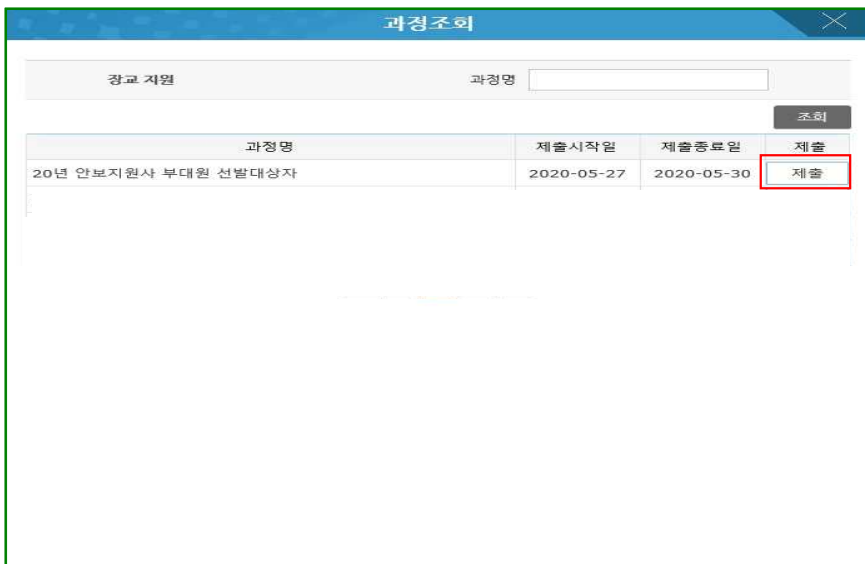 과정조회
장교 지원 과정명
조회
과정명 제출시작일 제출종료일 제출
20년 안보지원사 부대원 선발대상자 2020-05-27 2020-05-30 제출